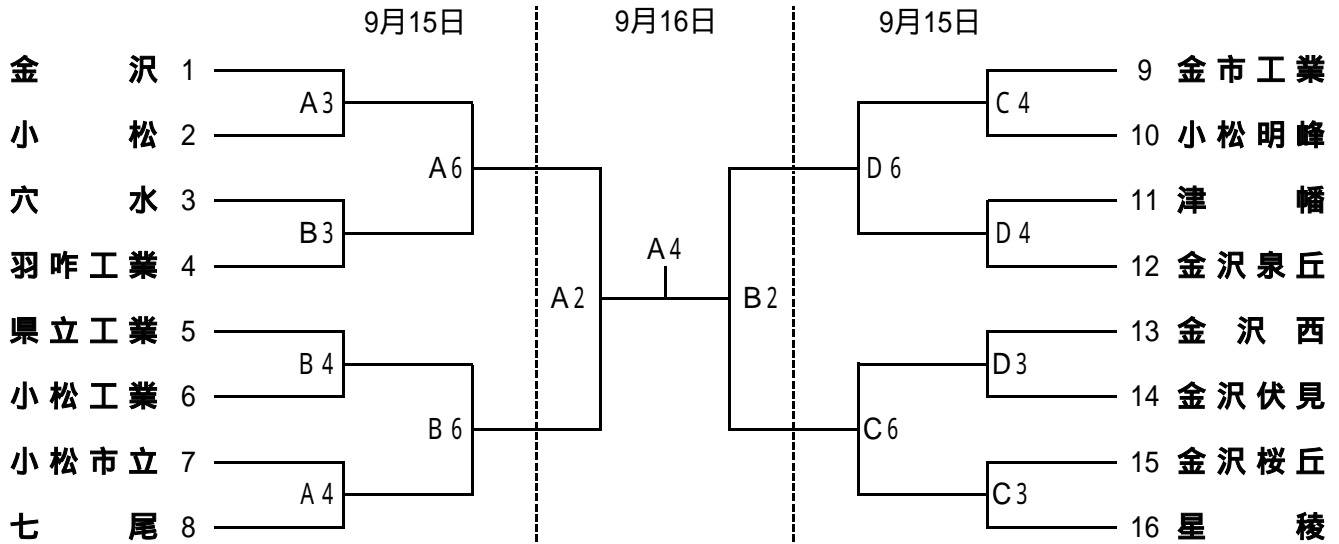 9月15日 9月16日 9月15日
金沢 1 9 金市工業
A3 C4
小松 2 10 小松明峰
A6 D6
穴水 3 11 津幡
B3 D4
A4
羽咋工業 4 12 金沢泉丘
A2 B2
県立工業 5 13 金沢西
B4 D3
小松工業 6 14 金沢伏見
B6 C6
小松市立 7 15 金沢桜丘
A4 C3
七尾 8 16 星稜